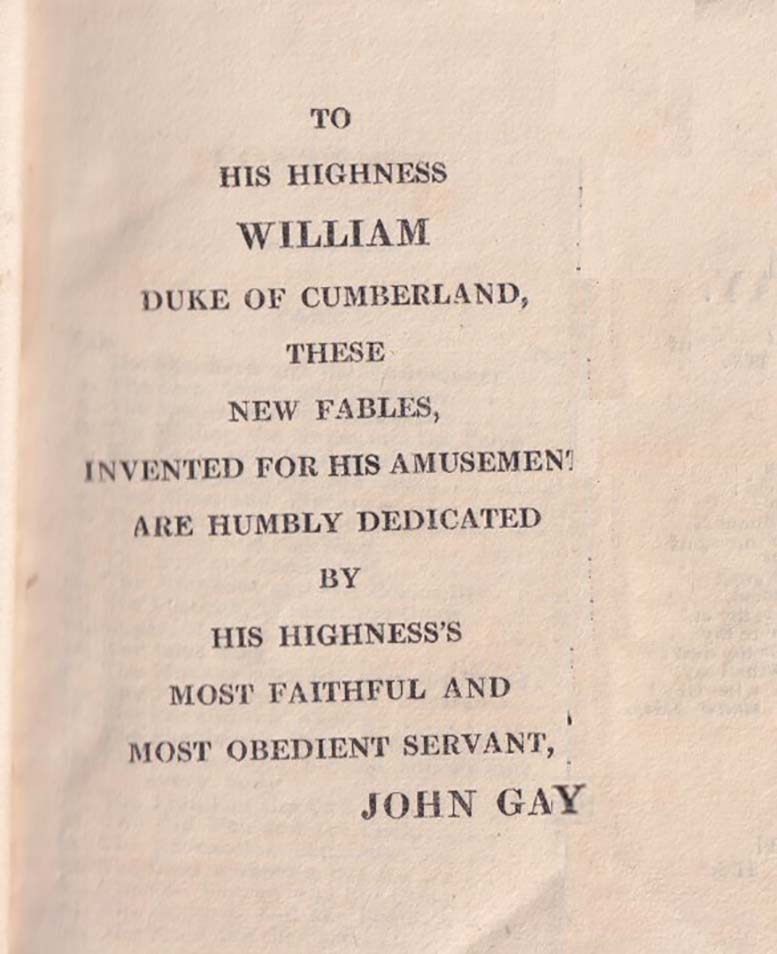 TO
HIS HIGHNESS
WILLIAM
DUKE OF CUMBERLAND,
THESE
NEW FABLES,
INVENTED FOR HIS AMUSEMENT
ARE HUMBLY DEDICATED
BY
HIS HIGHNESS'S
MOST FAITHFUL AND
MOST OBEDIENT SERVANT,
JOHN GAY